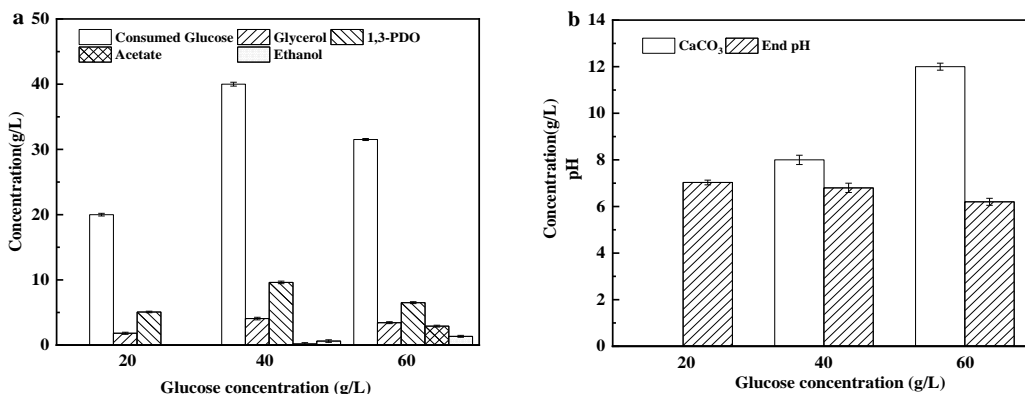 a
50
40
30
20
10
0
Concentration(g/L)
Consumed Glucose
Glycerol
1,3-PDO
Acetate
Ethanol
20
40
60
Glucose concentration (g/L)
b
14
12
10
8
6
4
2
0
Concentration(g/L)
pH
CaCO₃
End pH
20
40
60
Glucose concentration (g/L)